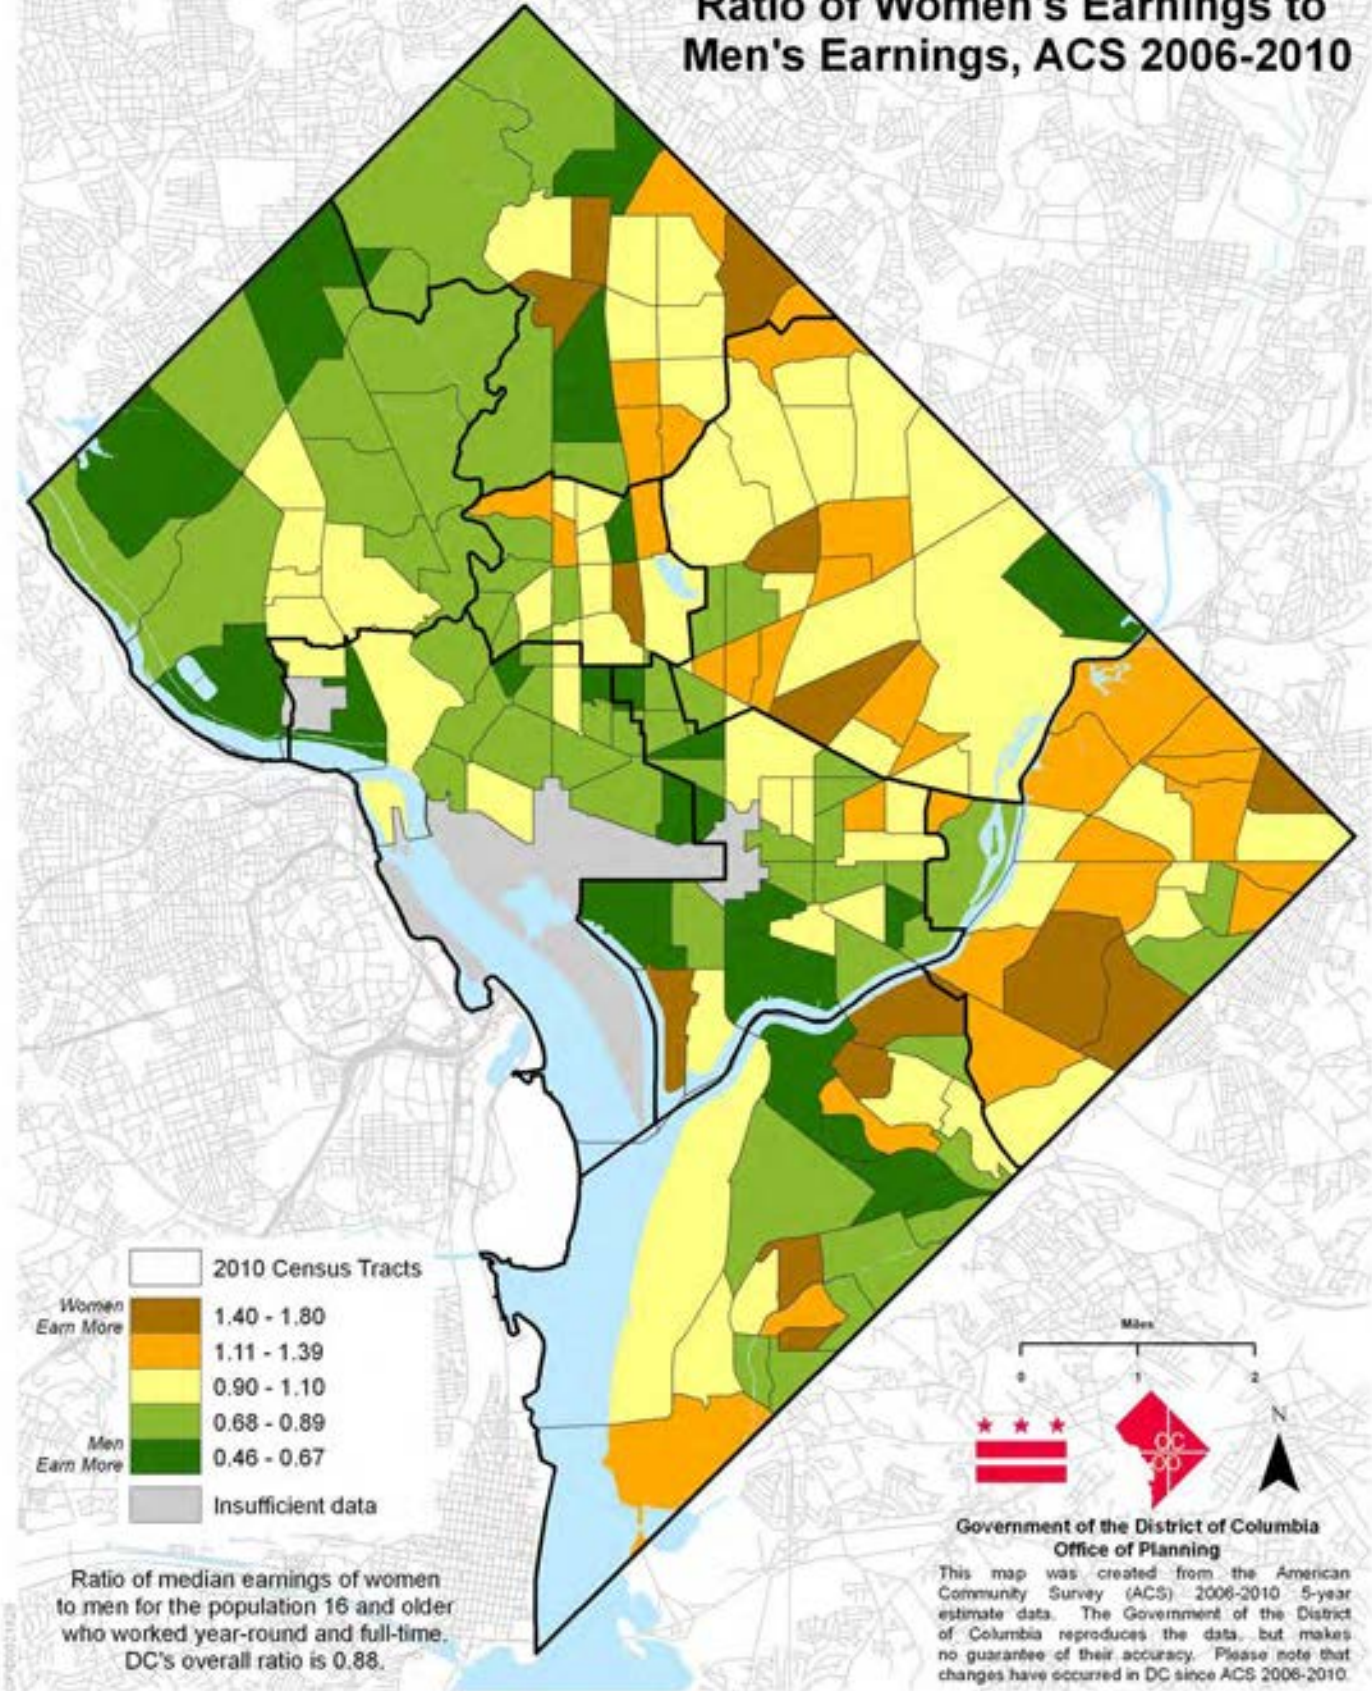 Ratio of Women's Earnings to
Men's Earnings, ACS 2006-2010
2010 Census Tracts
Women
Earn More
1.40 - 1.80
1.11 - 1.39
0.90 - 1.10
0.68 - 0.89
Men
Earn More
0.46 - 0.67
Insufficient data
Ratio of median earnings of women
to men for the population 16 and older
who worked year-round and full-time.
DC's overall ratio is 0.88.
Miles
0 1 2
N
DC
OP
Government of the District of Columbia
Office of Planning
This map was created from the American
Community Survey (ACS) 2006-2010 5-year
estimate data. The Government of the District
of Columbia reproduces the data, but makes
no guarantee of their accuracy. Please note that
changes have occurred in DC since ACS 2006-2010.